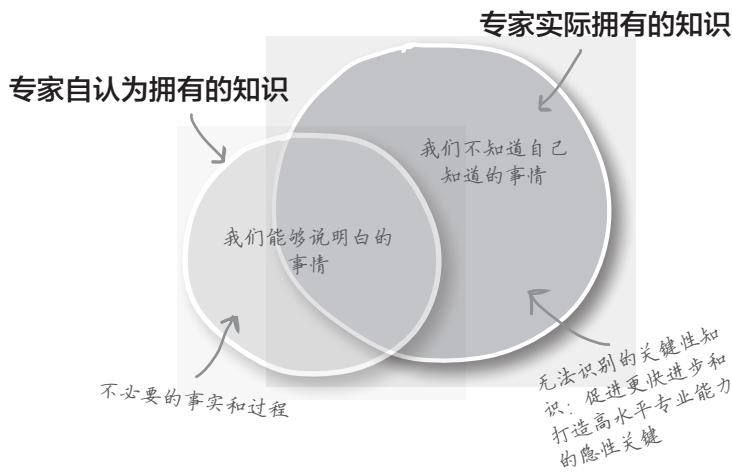 专家实际拥有的知识
专家自认为拥有的知识
我们不知道自己
知道的事情
我们能够说明白的
事情
不必要的事实和过程
无法识别的关键性知
识：促进更快进步和
打造高水平专业能力
的隐性关键